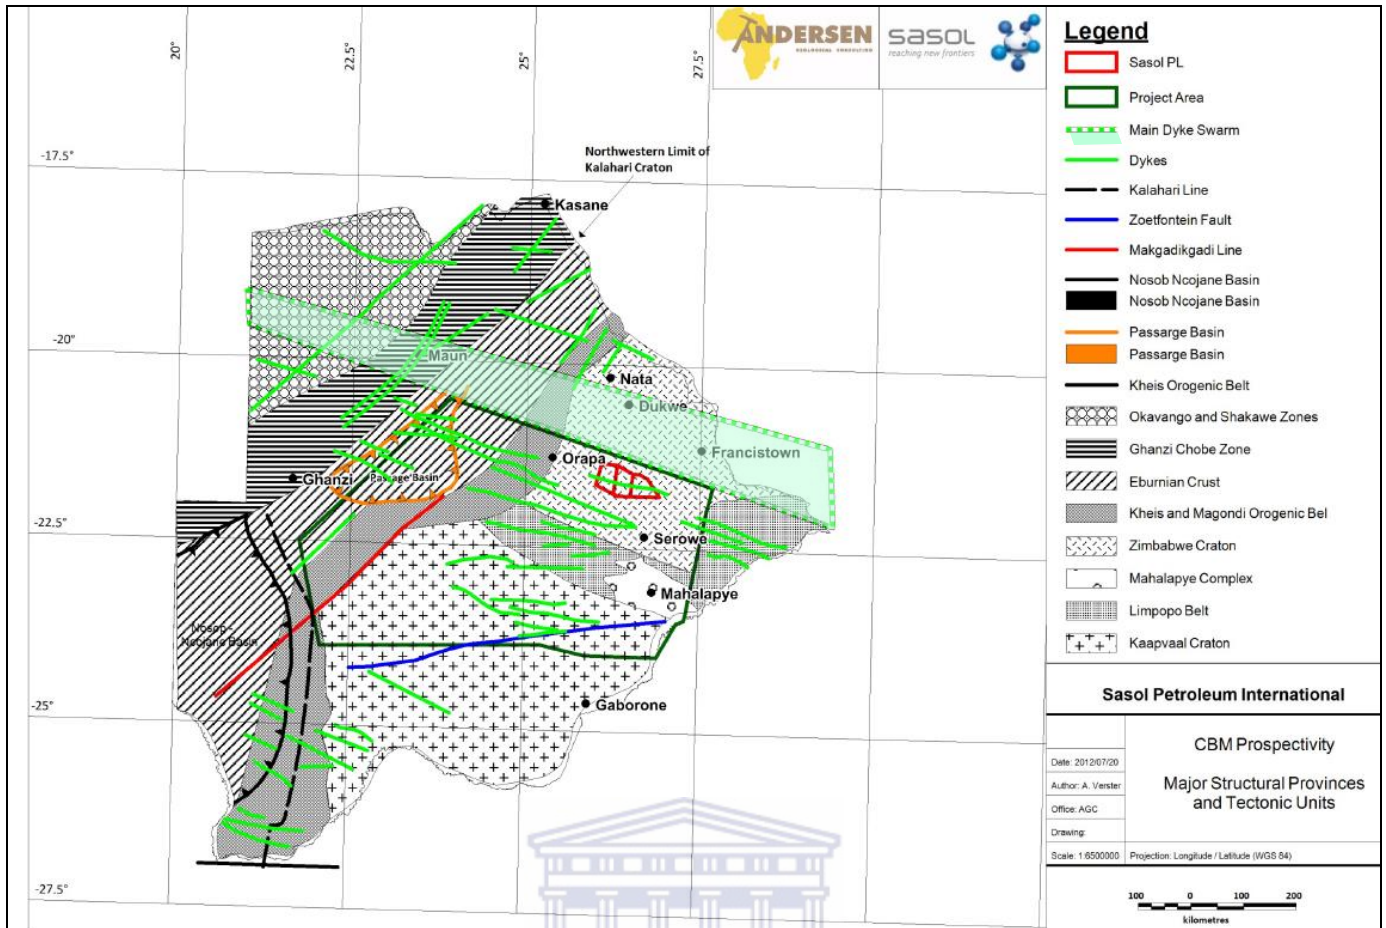 ANDERSEN
GEOLOGICAL CONSULTING
sasol
reaching new frontiers
20°
22.5°
25°
27.5°
-17.5°
-20°
-22.5°
-25°
-27.5°
Northwestern Limit of
Kalahari Craton
Kasane
Maun
Nata
Dukwe
Orapa
Francistown
Ghanzi
Passage Basin
Serowe
Mahalapye
Nosop -
Ncojane Basin
Gaborone
Legend
Sasol PL
Project Area
Main Dyke Swarm
Dykes
Kalahari Line
Zoetfontein Fault
Makgadikgadi Line
Nosob Ncojane Basin
Nosob Ncojane Basin
Passarge Basin
Passarge Basin
Kheis Orogenic Belt
Okavango and Shakawe Zones
Ghanzi Chobe Zone
Eburnian Crust
Kheis and Magondi Orogenic Bel
Zimbabwe Craton
Mahalapye Complex
Limpopo Belt
Kaapvaal Craton
Sasol Petroleum International
CBM Prospectivity
Major Structural Provinces
and Tectonic Units
Date: 2012/07/20
Author: A. Verster
Office: AGC
Drawing:
Scale: 1:6500000
Projection: Longitude / Latitude (WGS 84)
100 0 100 200
kilometres